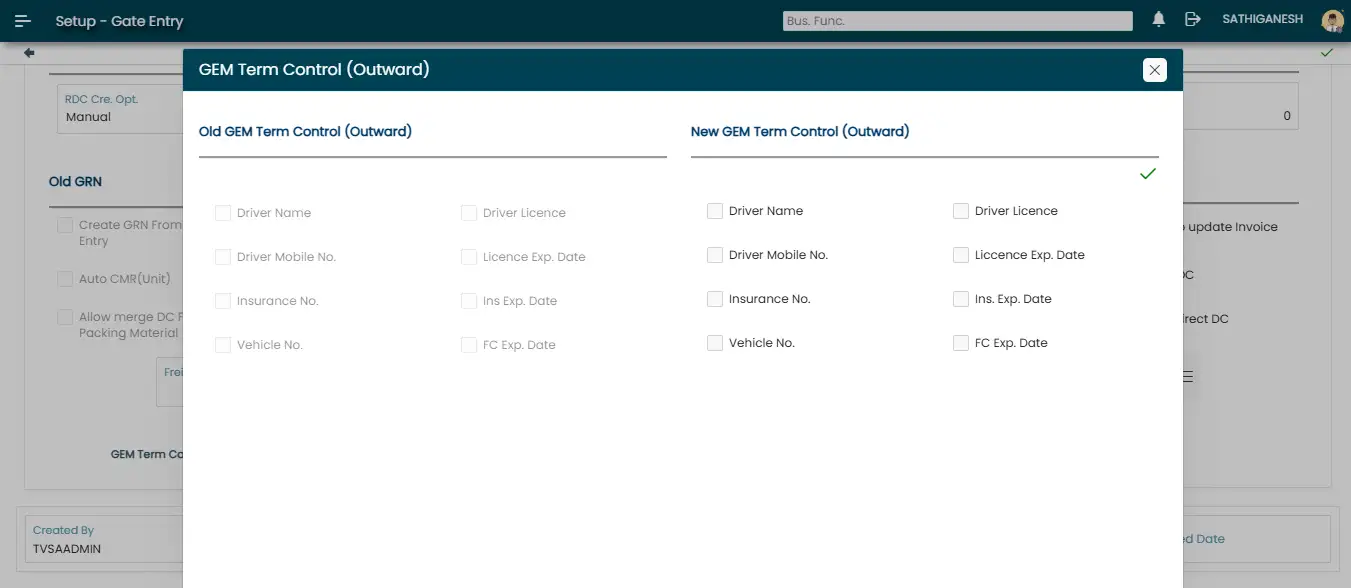 Setup - Gate Entry
Bus. Func.
SATHIGANESH
GEM Term Control (Outward)
RDC Cre. Opt.
Manual
0
Old GEM Term Control (Outward)
New GEM Term Control (Outward)
Old GRN
Driver Name
Driver Licence
Driver Name
Driver Licence
Create GRN From
Entry
update Invoice
Driver Mobile No.
Licence Exp. Date
Driver Mobile No.
Liccence Exp. Date
Auto CMR(Unit)
Insurance No.
Ins Exp. Date
Insurance No.
Ins. Exp. Date
Allow merge DC
Packing Material
DC
Vehicle No.
FC Exp. Date
Vehicle No.
FC Exp. Date
GEM Term
Created By
TVSAADMIN
Date